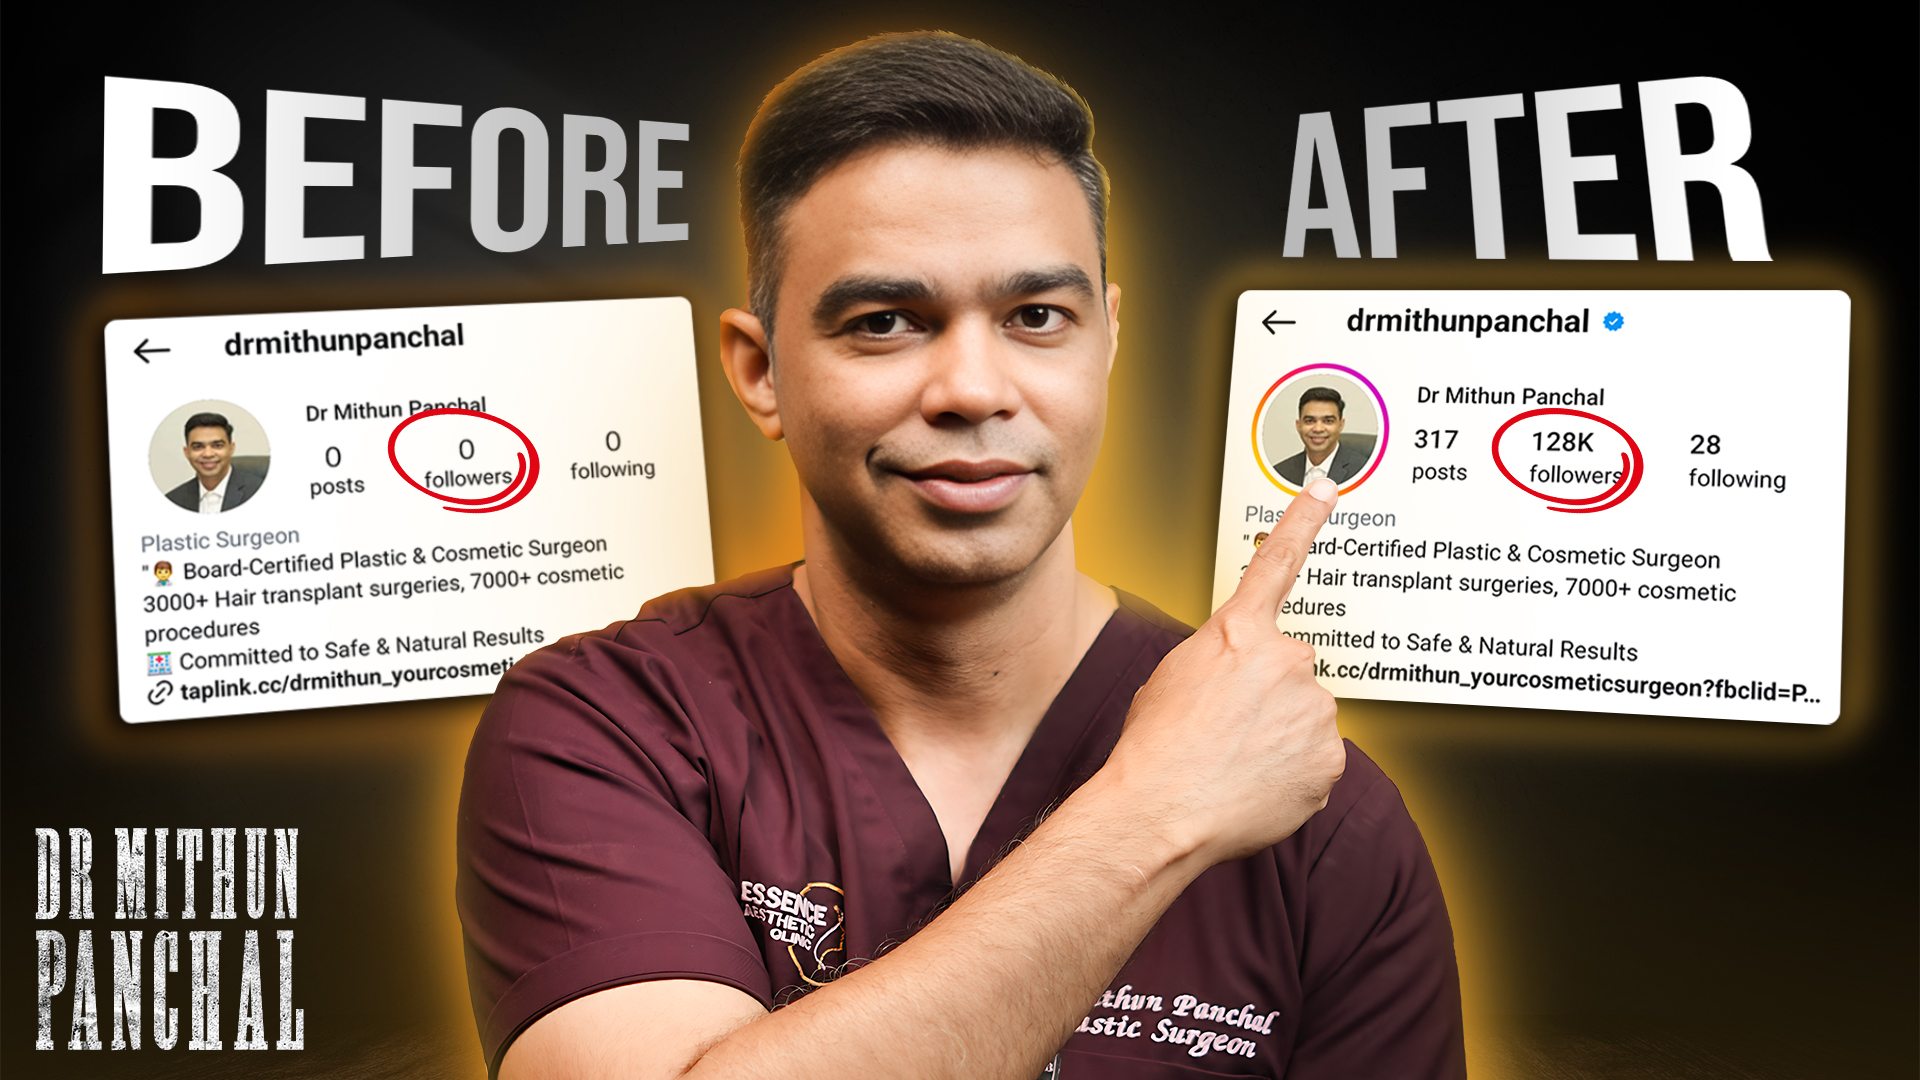 BEFORE
drmithunpanchal
Dr Mithun Panchal
0 0 0
posts followers following
Plastic Surgeon
" Board-Certified Plastic & Cosmetic Surgeon
3000+ Hair transplant surgeries, 7000+ cosmetic
procedures
Committed to Safe & Natural Results
taplink.cc/drmithun_yourcosmeti
AFTER
drmithunpanchal
Dr Mithun Panchal
317 128K 28
posts followers following
Plas urgeon
" ard-Certified Plastic & Cosmetic Surgeon
3 + Hair transplant surgeries, 7000+ cosmetic
edures
ommitted to Safe & Natural Results
nk.cc/drmithun_yourcosmeticsurgeon?fbclid=P...
DR MITHUN
PANCHAL
ESSENCE
AESTHETIC
CLINIC
ithun Panchal
astic Surgeon